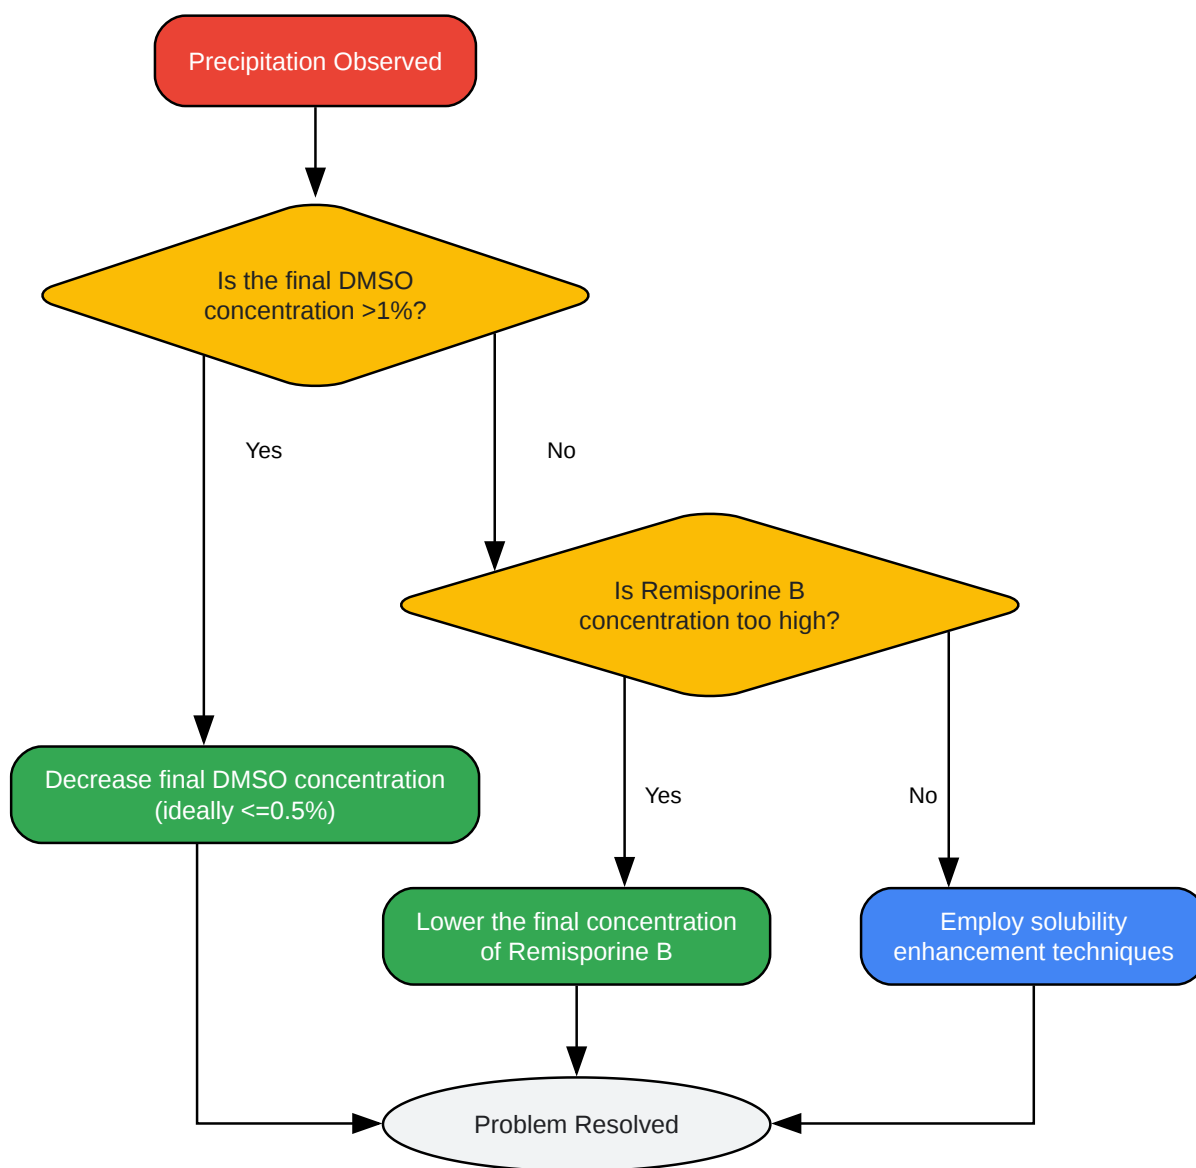 Precipitation Observed
Is the final DMSO
concentration >1%?
Yes
No
Is Remisporine B
concentration too high?
Decrease final DMSO concentration
(ideally <=0.5%)
Yes
No
Lower the final concentration
of Remisporine B
Employ solubility
enhancement techniques
Problem Resolved